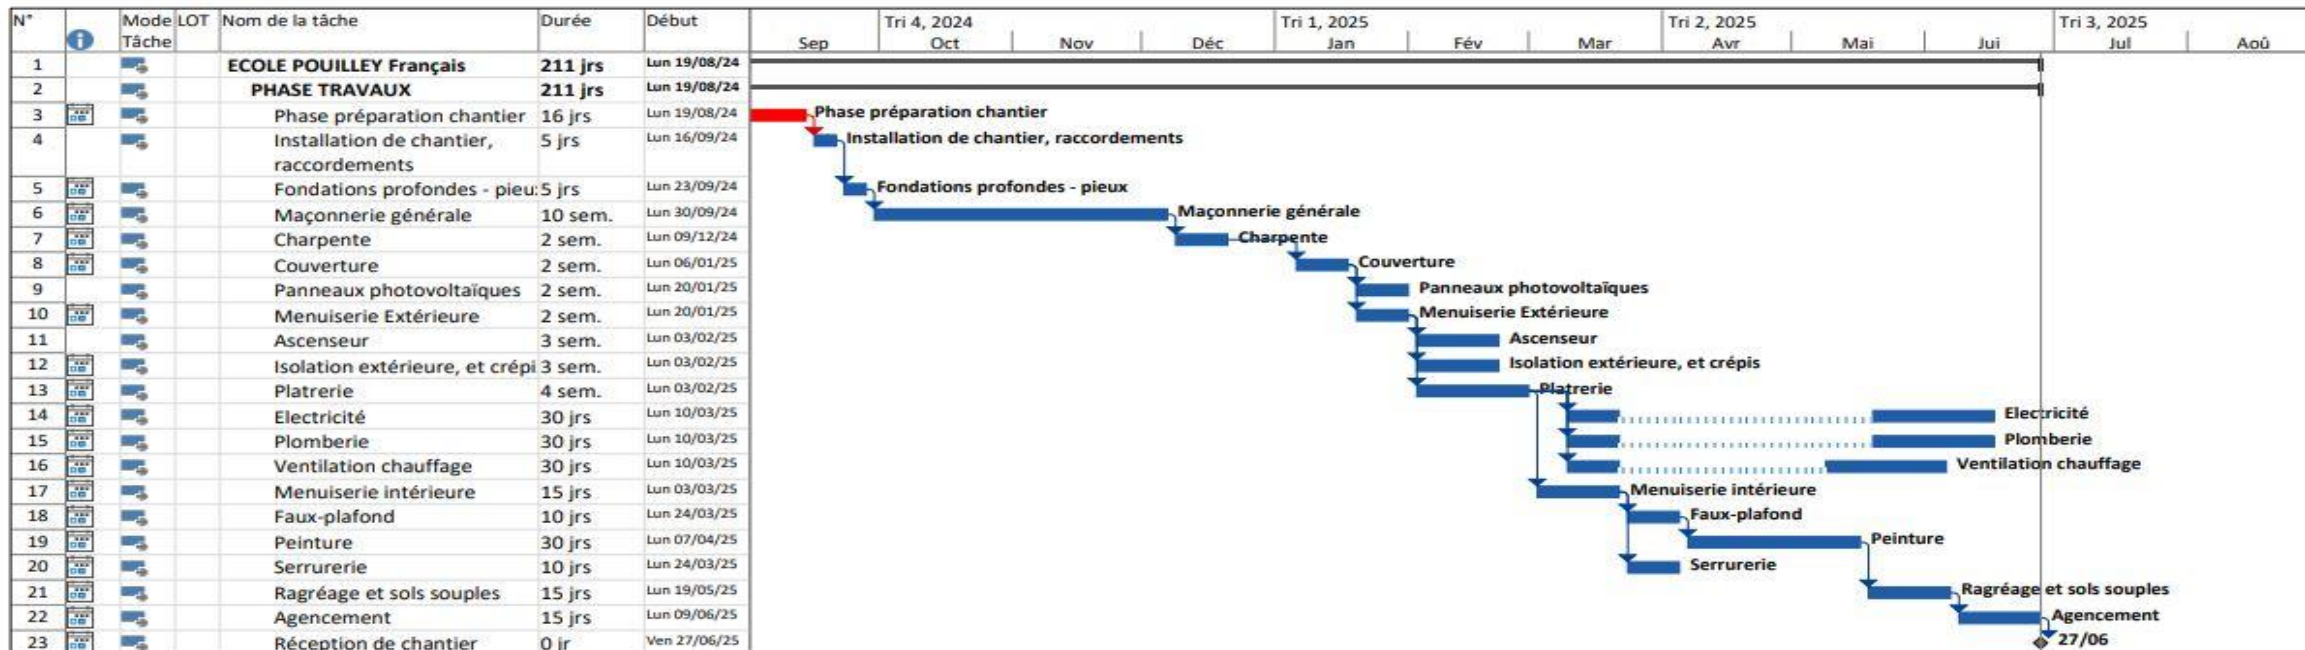 N° Mode Tâche LOT Nom de la tâche Durée Début
Tri 4, 2024 Tri 1, 2025 Tri 2, 2025 Tri 3, 2025
Sep Oct Nov Déc Jan Fév Mar Avr Mai Jui Jul Aoû
1 ECOLE POUILLEY Français 211 jrs Lun 19/08/24
2 PHASE TRAVAUX 211 jrs Lun 19/08/24
3 Phase préparation chantier 16 jrs Lun 19/08/24 Phase préparation chantier
4 Installation de chantier, raccordements 5 jrs Lun 16/09/24 Installation de chantier, raccordements
5 Fondations profondes - pieu 5 jrs Lun 23/09/24 Fondations profondes - pieux
6 Maçonnerie générale 10 sem. Lun 30/09/24 Maçonnerie générale
7 Charpente 2 sem. Lun 09/12/24 Charpente
8 Couverture 2 sem. Lun 06/01/25 Couverture
9 Panneaux photovoltaïques 2 sem. Lun 20/01/25 Panneaux photovoltaïques
10 Menuiserie Extérieure 2 sem. Lun 20/01/25 Menuiserie Extérieure
11 Ascenseur 3 sem. Lun 03/02/25 Ascenseur
12 Isolation extérieure, et crépi 3 sem. Lun 03/02/25 Isolation extérieure, et crépis
13 Platrerie 4 sem. Lun 03/02/25 Platrerie
14 Electricité 30 jrs Lun 10/03/25 Electricité
15 Plomberie 30 jrs Lun 10/03/25 Plomberie
16 Ventilation chauffage 30 jrs Lun 10/03/25 Ventilation chauffage
17 Menuiserie intérieure 15 jrs Lun 03/03/25 Menuiserie intérieure
18 Faux-plafond 10 jrs Lun 24/03/25 Faux-plafond
19 Peinture 30 jrs Lun 07/04/25 Peinture
20 Serrurerie 10 jrs Lun 24/03/25 Serrurerie
21 Ragréage et sols souples 15 jrs Lun 19/05/25 Ragréage et sols souples
22 Agencement 15 jrs Lun 09/06/25 Agencement
23 Réception de chantier 0 jr Ven 27/06/25 27/06